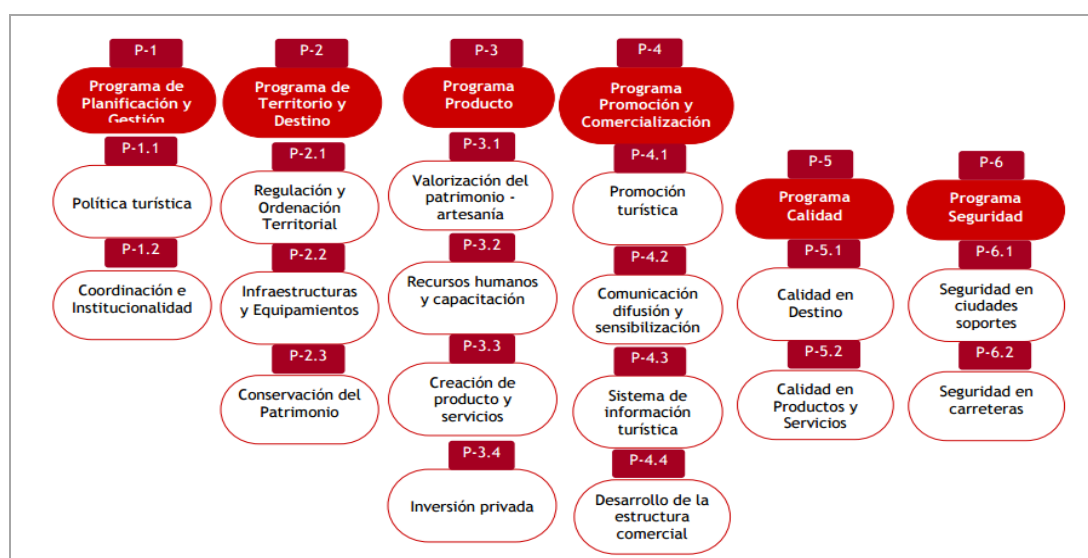 P-1
Programa de
Planificación y
Gestión
P-1.1
Política turística
P-1.2
Coordinación e
Institucionalidad
P-2
Programa de
Territorio y
Destino
P-2.1
Regulación y
Ordenación
Territorial
P-2.2
Infraestructuras
y Equipamientos
P-2.3
Conservación del
Patrimonio
P-3
Programa
Producto
P-3.1
Valorización del
patrimonio -
artesanía
P-3.2
Recursos humanos
y capacitación
P-3.3
Creación de
producto y
servicios
P-3.4
Inversión privada
P-4
Programa
Promoción y
Comercialización
P-4.1
Promoción
turística
P-4.2
Comunicación
difusión y
sensibilización
P-4.3
Sistema de
información
turística
P-4.4
Desarrollo de la
estructura
comercial
P-5
Programa
Calidad
P-5.1
Calidad en
Destino
P-5.2
Calidad en
Productos y
Servicios
P-6
Programa
Seguridad
P-6.1
Seguridad en
ciudades
soportes
P-6.2
Seguridad en
carreteras